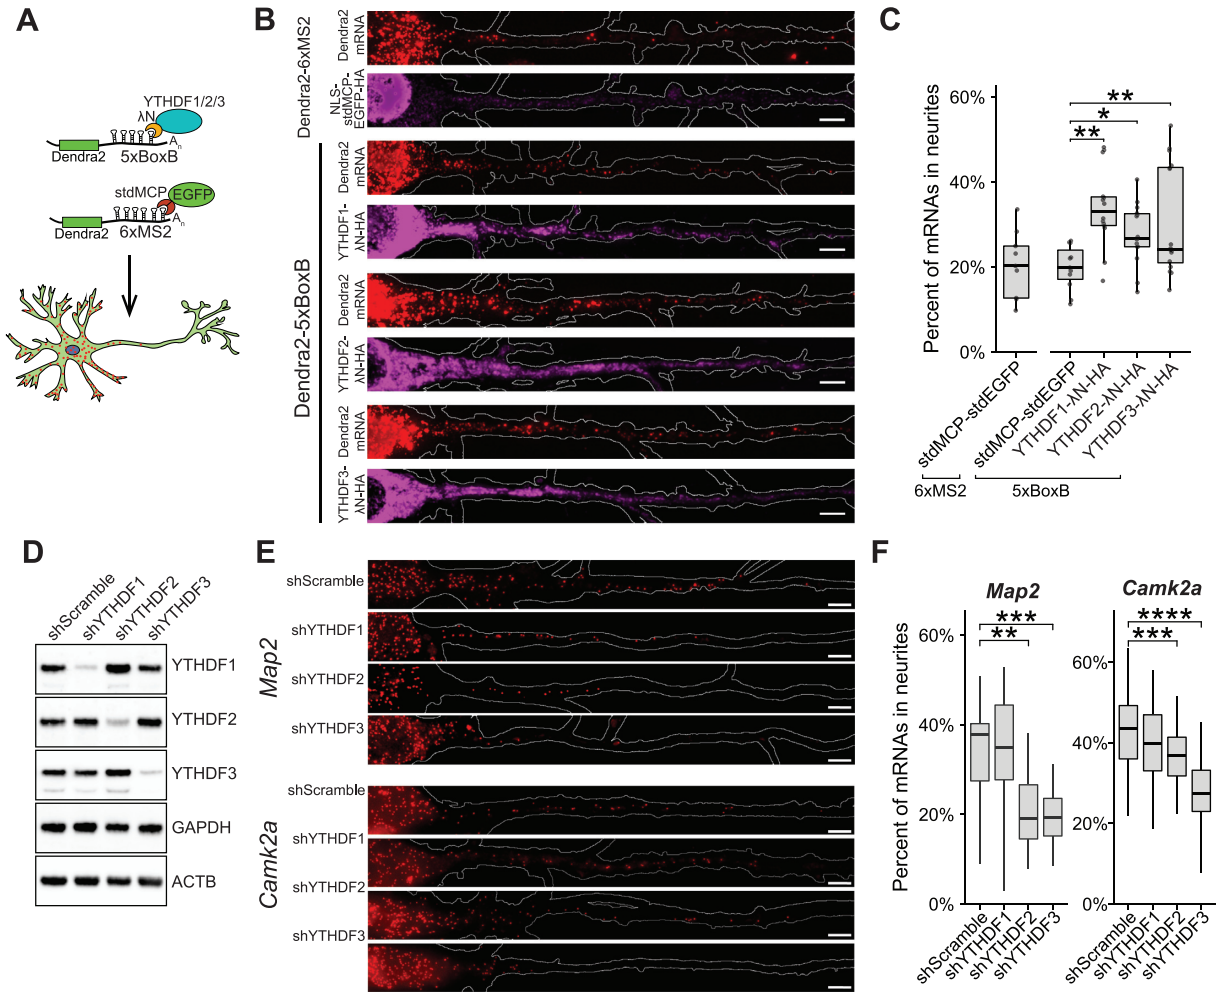 A
YTHDF1/2/3
λN
Dendra2
5xBoxB
An
stdMCP
EGFP
Dendra2
6xMS2
An
B
Dendra2-6xMS2
Dendra2
mRNA
NLS-
stdMCP-
EGFP-HA
Dendra2-5xBoxB
Dendra2
mRNA
YTHDF1-
λN-HA
Dendra2
mRNA
YTHDF2-
λN-HA
Dendra2
mRNA
YTHDF3-
λN-HA
C
Percent of mRNAs in neurites
60%
40%
20%
0%
**
*
**
stdMCP-stdEGFP
stdMCP-stdEGFP
YTHDF1-λN-HA
YTHDF2-λN-HA
YTHDF3-λN-HA
6xMS2
5xBoxB
D
shScramble
shYTHDF1
shYTHDF2
shYTHDF3
YTHDF1
YTHDF2
YTHDF3
GAPDH
ACTB
E
Map2
shScramble
shYTHDF1
shYTHDF2
shYTHDF3
Camk2a
shScramble
shYTHDF1
shYTHDF2
shYTHDF3
F
Percent of mRNAs in neurites
Map2
***
**
60%
40%
20%
0%
shScramble
shYTHDF1
shYTHDF2
shYTHDF3
Camk2a
****
***
60%
40%
20%
0%
shScramble
shYTHDF1
shYTHDF2
shYTHDF3